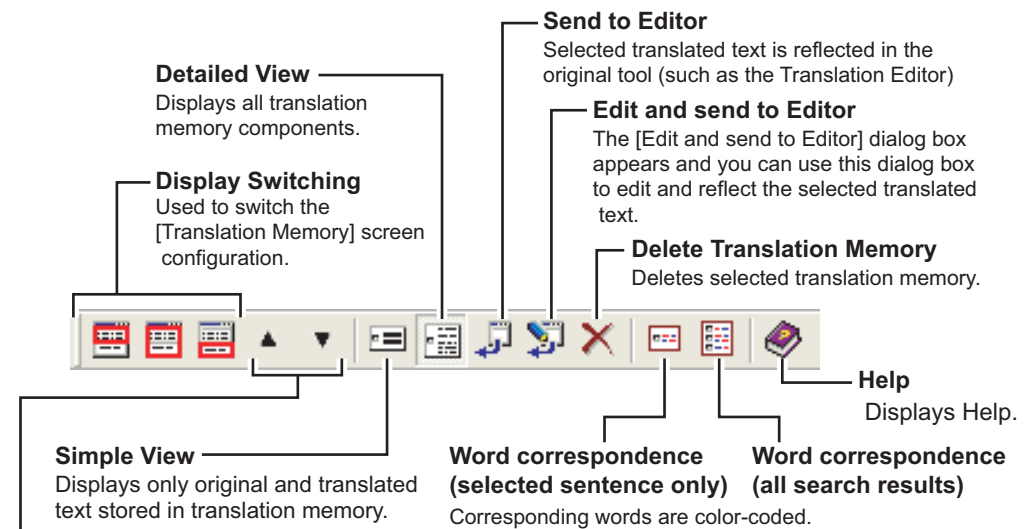 Send to Editor
Selected translated text is reflected in the
original tool (such as the Translation Editor)
Detailed View
Displays all translation
memory components.
Edit and send to Editor
The [Edit and send to Editor] dialog box
appears and you can use this dialog box
to edit and reflect the selected translated
text.
Display Switching
Used to switch the
[Translation Memory] screen
configuration.
Delete Translation Memory
Deletes selected translation memory.
Help
Displays Help.
Simple View
Displays only original and translated
text stored in translation memory.
Word correspondence
(selected sentence only)
Word correspondence
(all search results)
Corresponding words are color-coded.